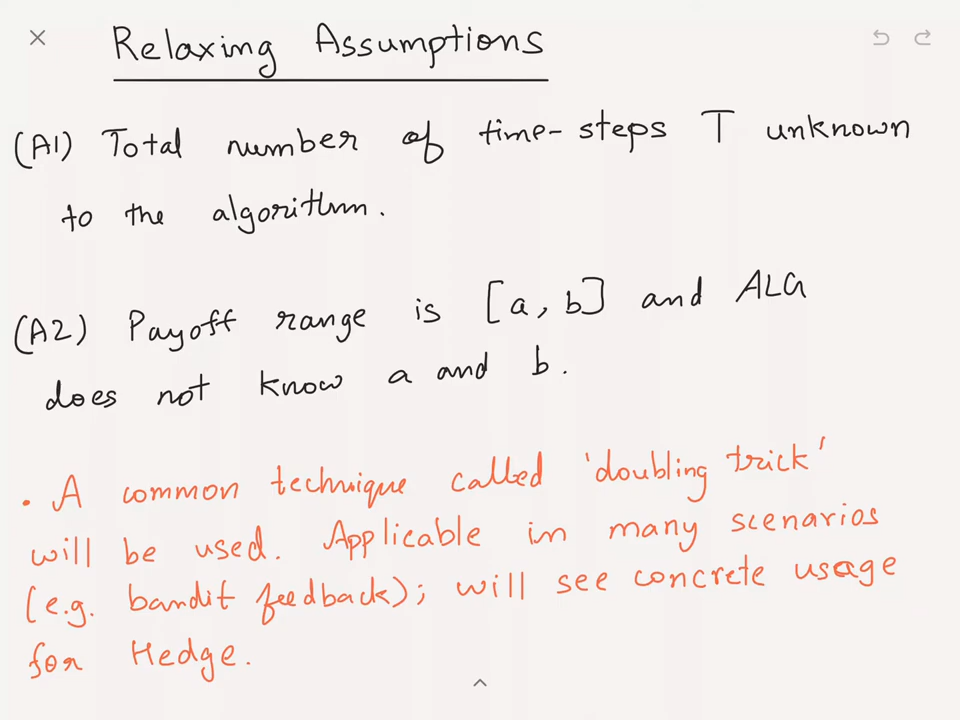 Relaxing Assumptions
(A1) Total number of time-steps T unknown
to the algorithm.
(A2) Payoff range is [a, b] and ALG
does not know a and b.
• A common technique called 'doubling trick'
will be used. Applicable in many scenarios
(e.g. bandit feedback); will see concrete usage
for Hedge.